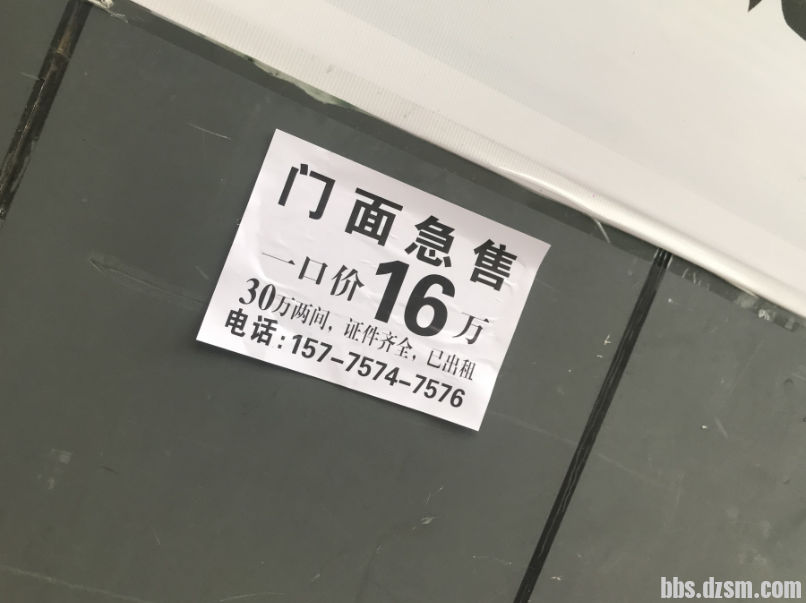 门面急售
一口价16万
30万两间，证件齐全，已出租
电话：157-7574-7576
bbs.dzsm.com